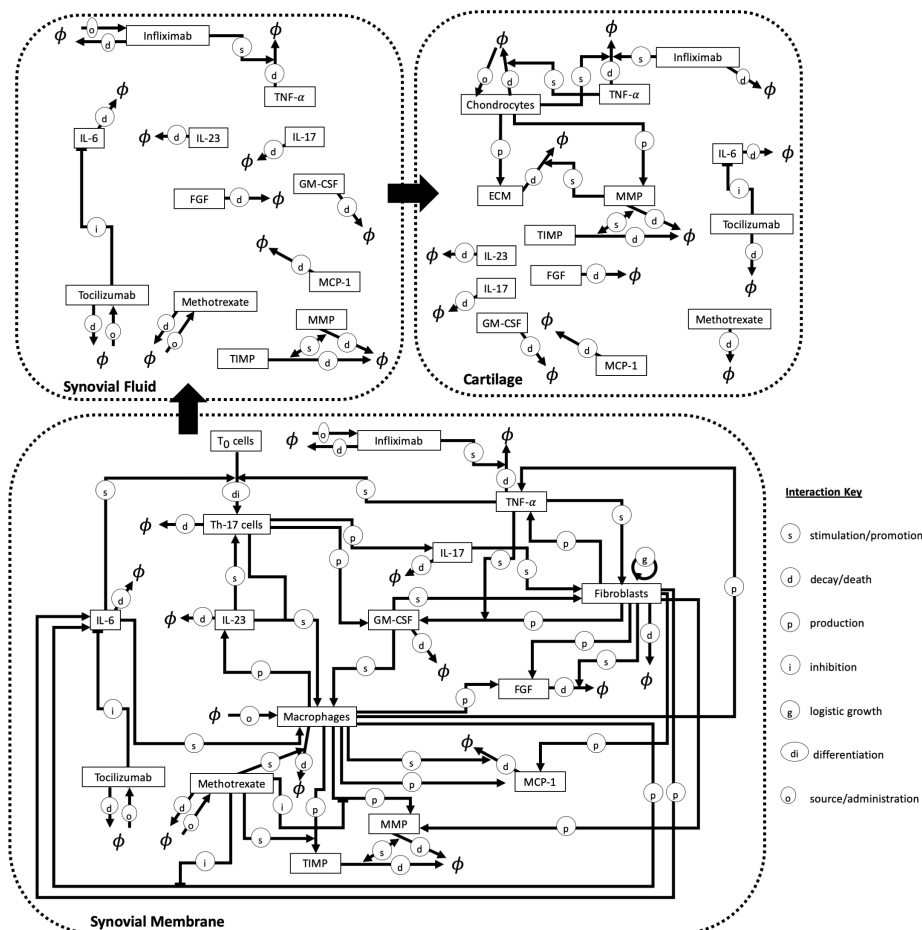 ϕ
o
d
Infliximab
s
ϕ
d
TNF-α
ϕ
d
IL-6
ϕ
d
IL-23
IL-17
d
ϕ
FGF
d
ϕ
GM-CSF
d
ϕ
i
ϕ
d
MCP-1
Tocilizumab
d
o
ϕ
ϕ
Methotrexate
d
o
ϕ
ϕ
MMP
s
d
TIMP
d
ϕ
Synovial Fluid
ϕ
o
d
Chondrocytes
s
s
ϕ
d
TNF-α
s
Infliximab
d
ϕ
p
p
ECM
d
ϕ
s
MMP
s
d
TIMP
d
ϕ
IL-6
d
ϕ
i
Tocilizumab
d
ϕ
ϕ
d
IL-23
FGF
d
ϕ
IL-17
d
ϕ
GM-CSF
d
ϕ
ϕ
d
MCP-1
Methotrexate
d
ϕ
Cartilage
T0 cells
ϕ
o
d
Infliximab
s
ϕ
d
TNF-α
s
di
s
ϕ
d
Th-17 cells
p
p
IL-17
d
ϕ
s
s
p
s
g
Fibroblasts
p
IL-6
d
ϕ
ϕ
d
IL-23
s
s
GM-CSF
s
p
d
ϕ
s
p
p
s
d
ϕ
p
FGF
d
ϕ
i
ϕ
o
Macrophages
s
s
d
ϕ
s
p
ϕ
d
MCP-1
p
Tocilizumab
d
o
ϕ
ϕ
Methotrexate
d
o
ϕ
ϕ
i
p
p
MMP
p
p
p
s
s
d
TIMP
d
ϕ
i
Synovial Membrane
Interaction Key
s stimulation/promotion
d decay/death
p production
i inhibition
g logistic growth
di differentiation
o source/administration